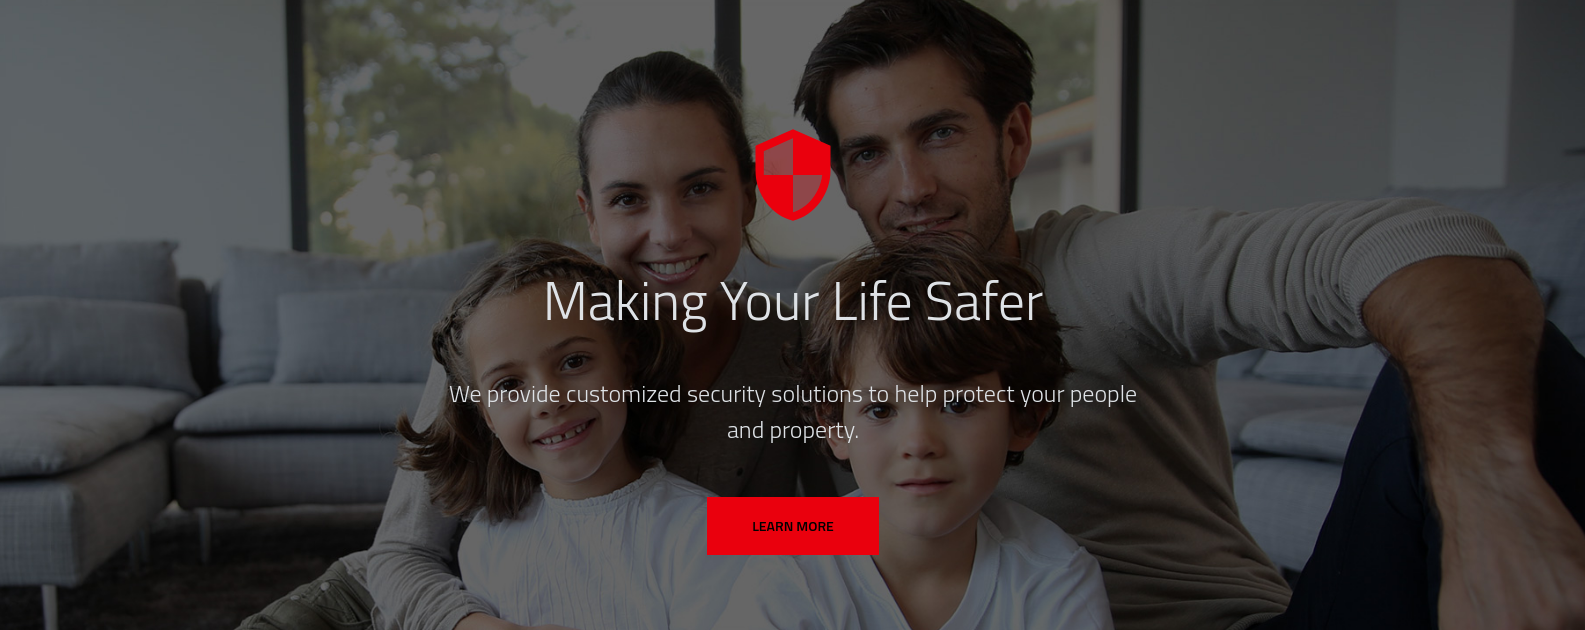 Making Your Life Safer
We provide customized security solutions to help protect your people
and property.
LEARN MORE